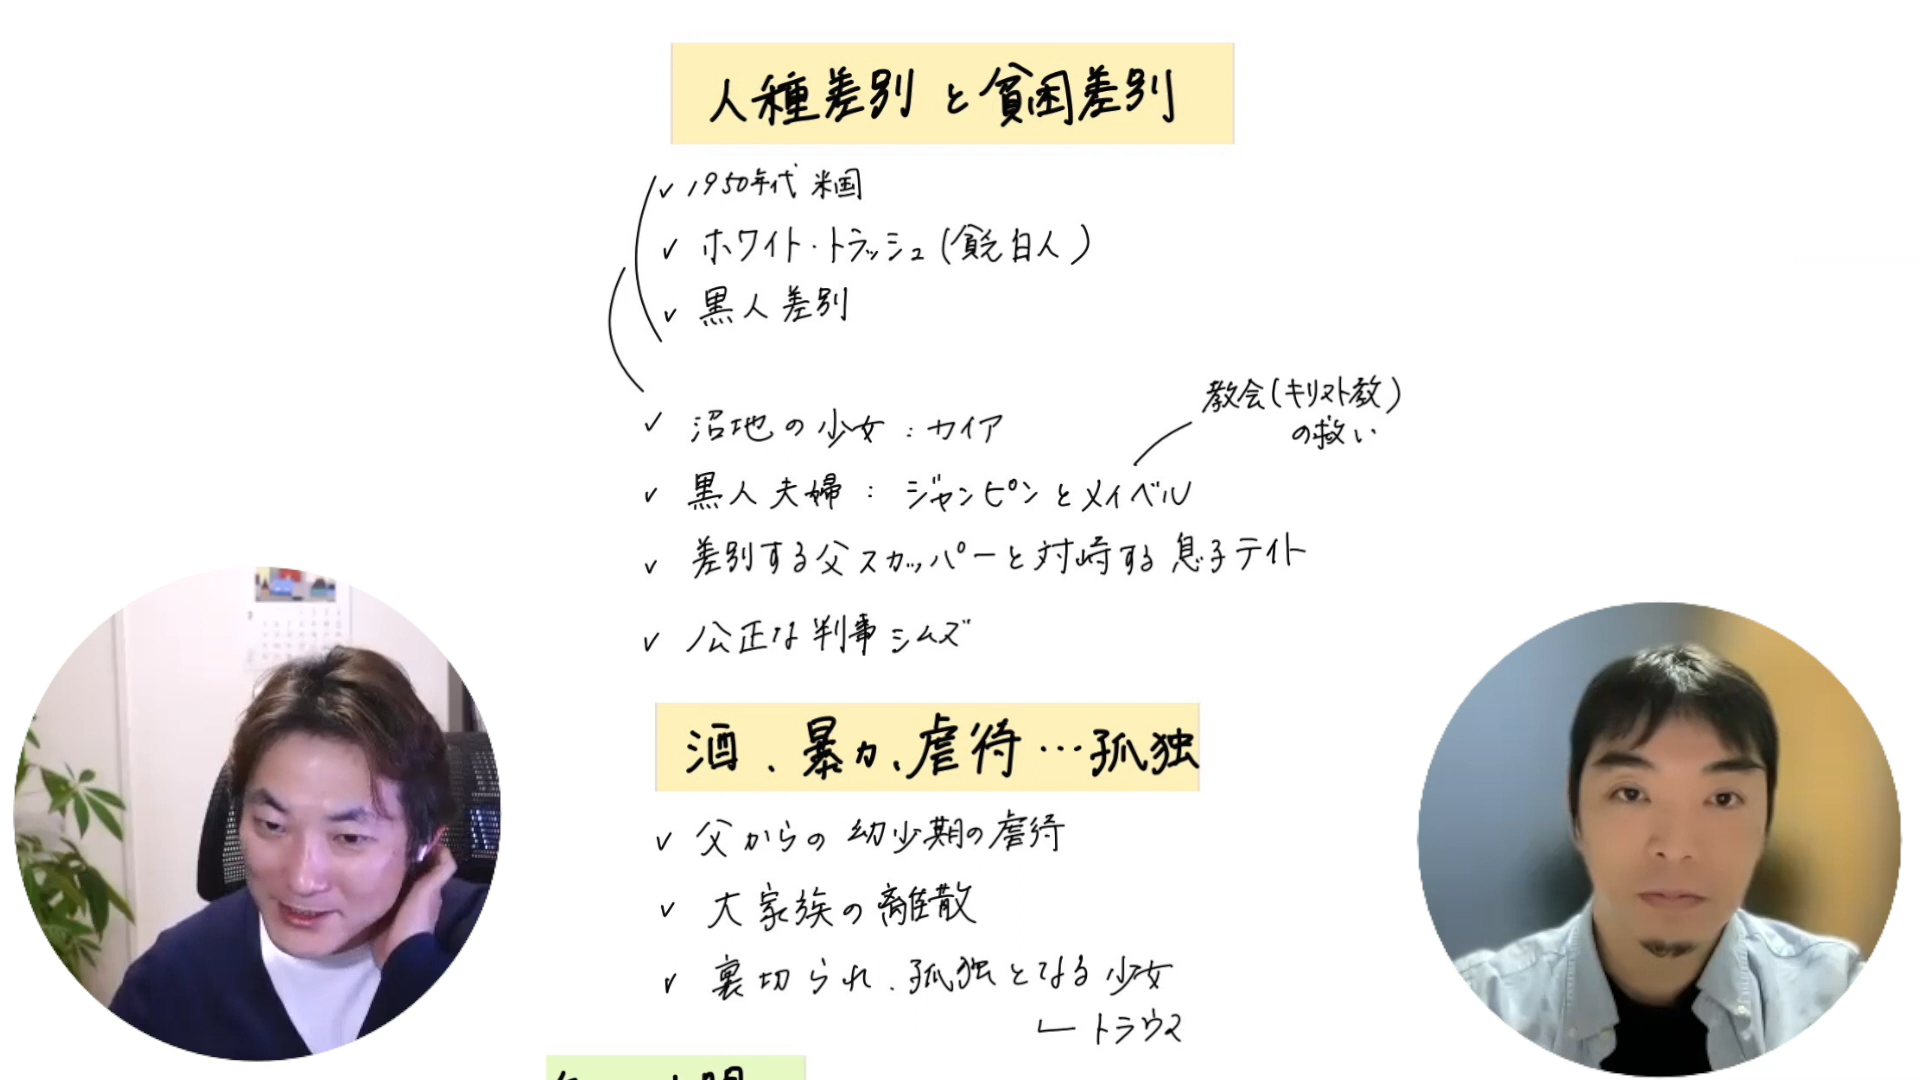 人種差別と貧困差別
✓ 1950年代 米国
✓ ホワイト・トラッシュ(貧乏白人)
✓ 黒人差別
教会(キリスト教)
の救い
✓ 沼地の少女：カイア
✓ 黒人夫婦：ジャンピンとメイベル
✓ 差別する父スカッパーと対峙する息子テイト
✓ 公正な判事シムズ
酒、暴力、虐待…孤独
✓ 父からの幼少期の虐待
✓ 大家族の離散
✓ 裏切られ、孤独となる少女
トラウマ